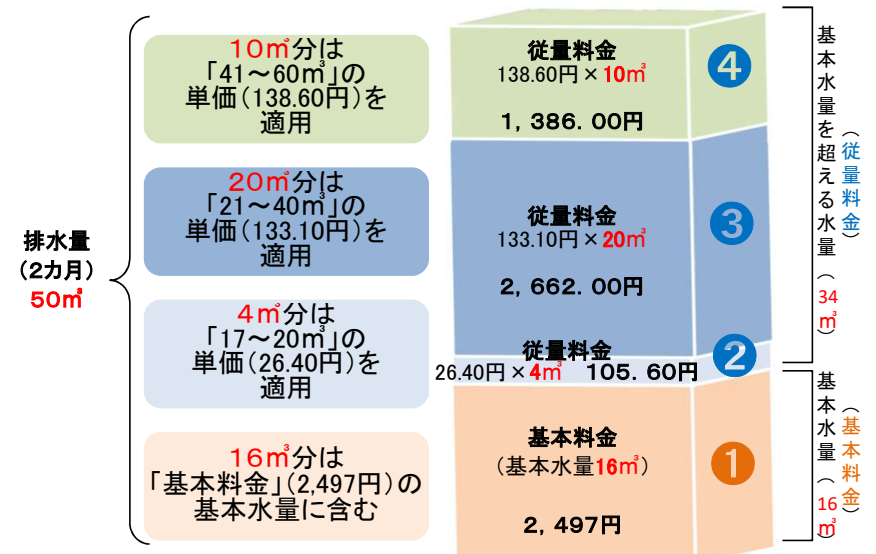 排水量
（2カ月）
50㎥
10㎥分は
「41～60㎥」の
単価（138.60円）を
適用
20㎥分は
「21～40㎥」の
単価（133.10円）を
適用
4㎥分は
「17～20㎥」の
単価（26.40円）を
適用
16㎥分は
「基本料金」（2,497円）の
基本水量に含む
従量料金
138.60円×10㎥
1，386．00円
❹
従量料金
133.10円×20㎥
2，662．00円
❸
従量料金
26.40円×4㎥ 105．60円
❷
基本料金
（基本水量16㎥）
2，497円
❶
基本水量を超える水量（34㎥）
（従量料金）
基本水量（16㎥）
（基本料金）